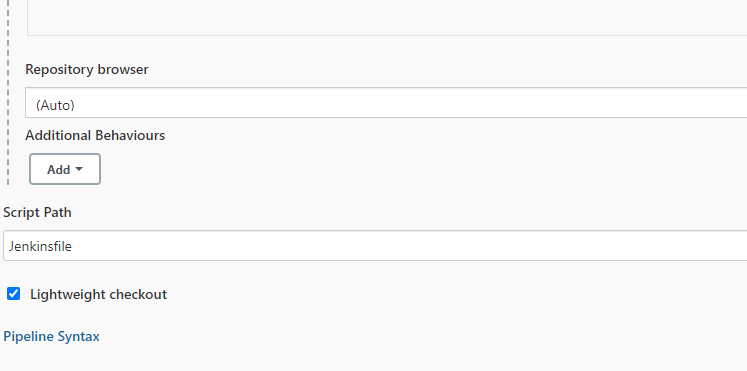 Repository browser
(Auto)
Additional Behaviours
Add
Script Path
Jenkinsfile
Lightweight checkout
Pipeline Syntax